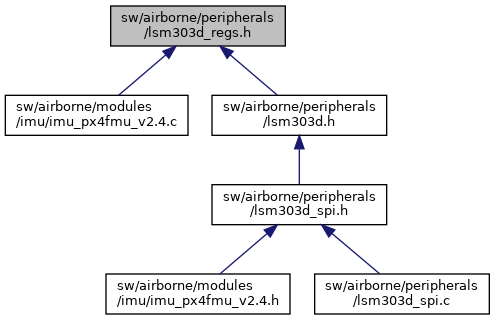 sw/airborne/peripherals
/lsm303d_regs.h
sw/airborne/modules
/imu/imu_px4fmu_v2.4.c
sw/airborne/peripherals
/lsm303d.h
sw/airborne/peripherals
/lsm303d_spi.h
sw/airborne/modules
/imu/imu_px4fmu_v2.4.h
sw/airborne/peripherals
/lsm303d_spi.c